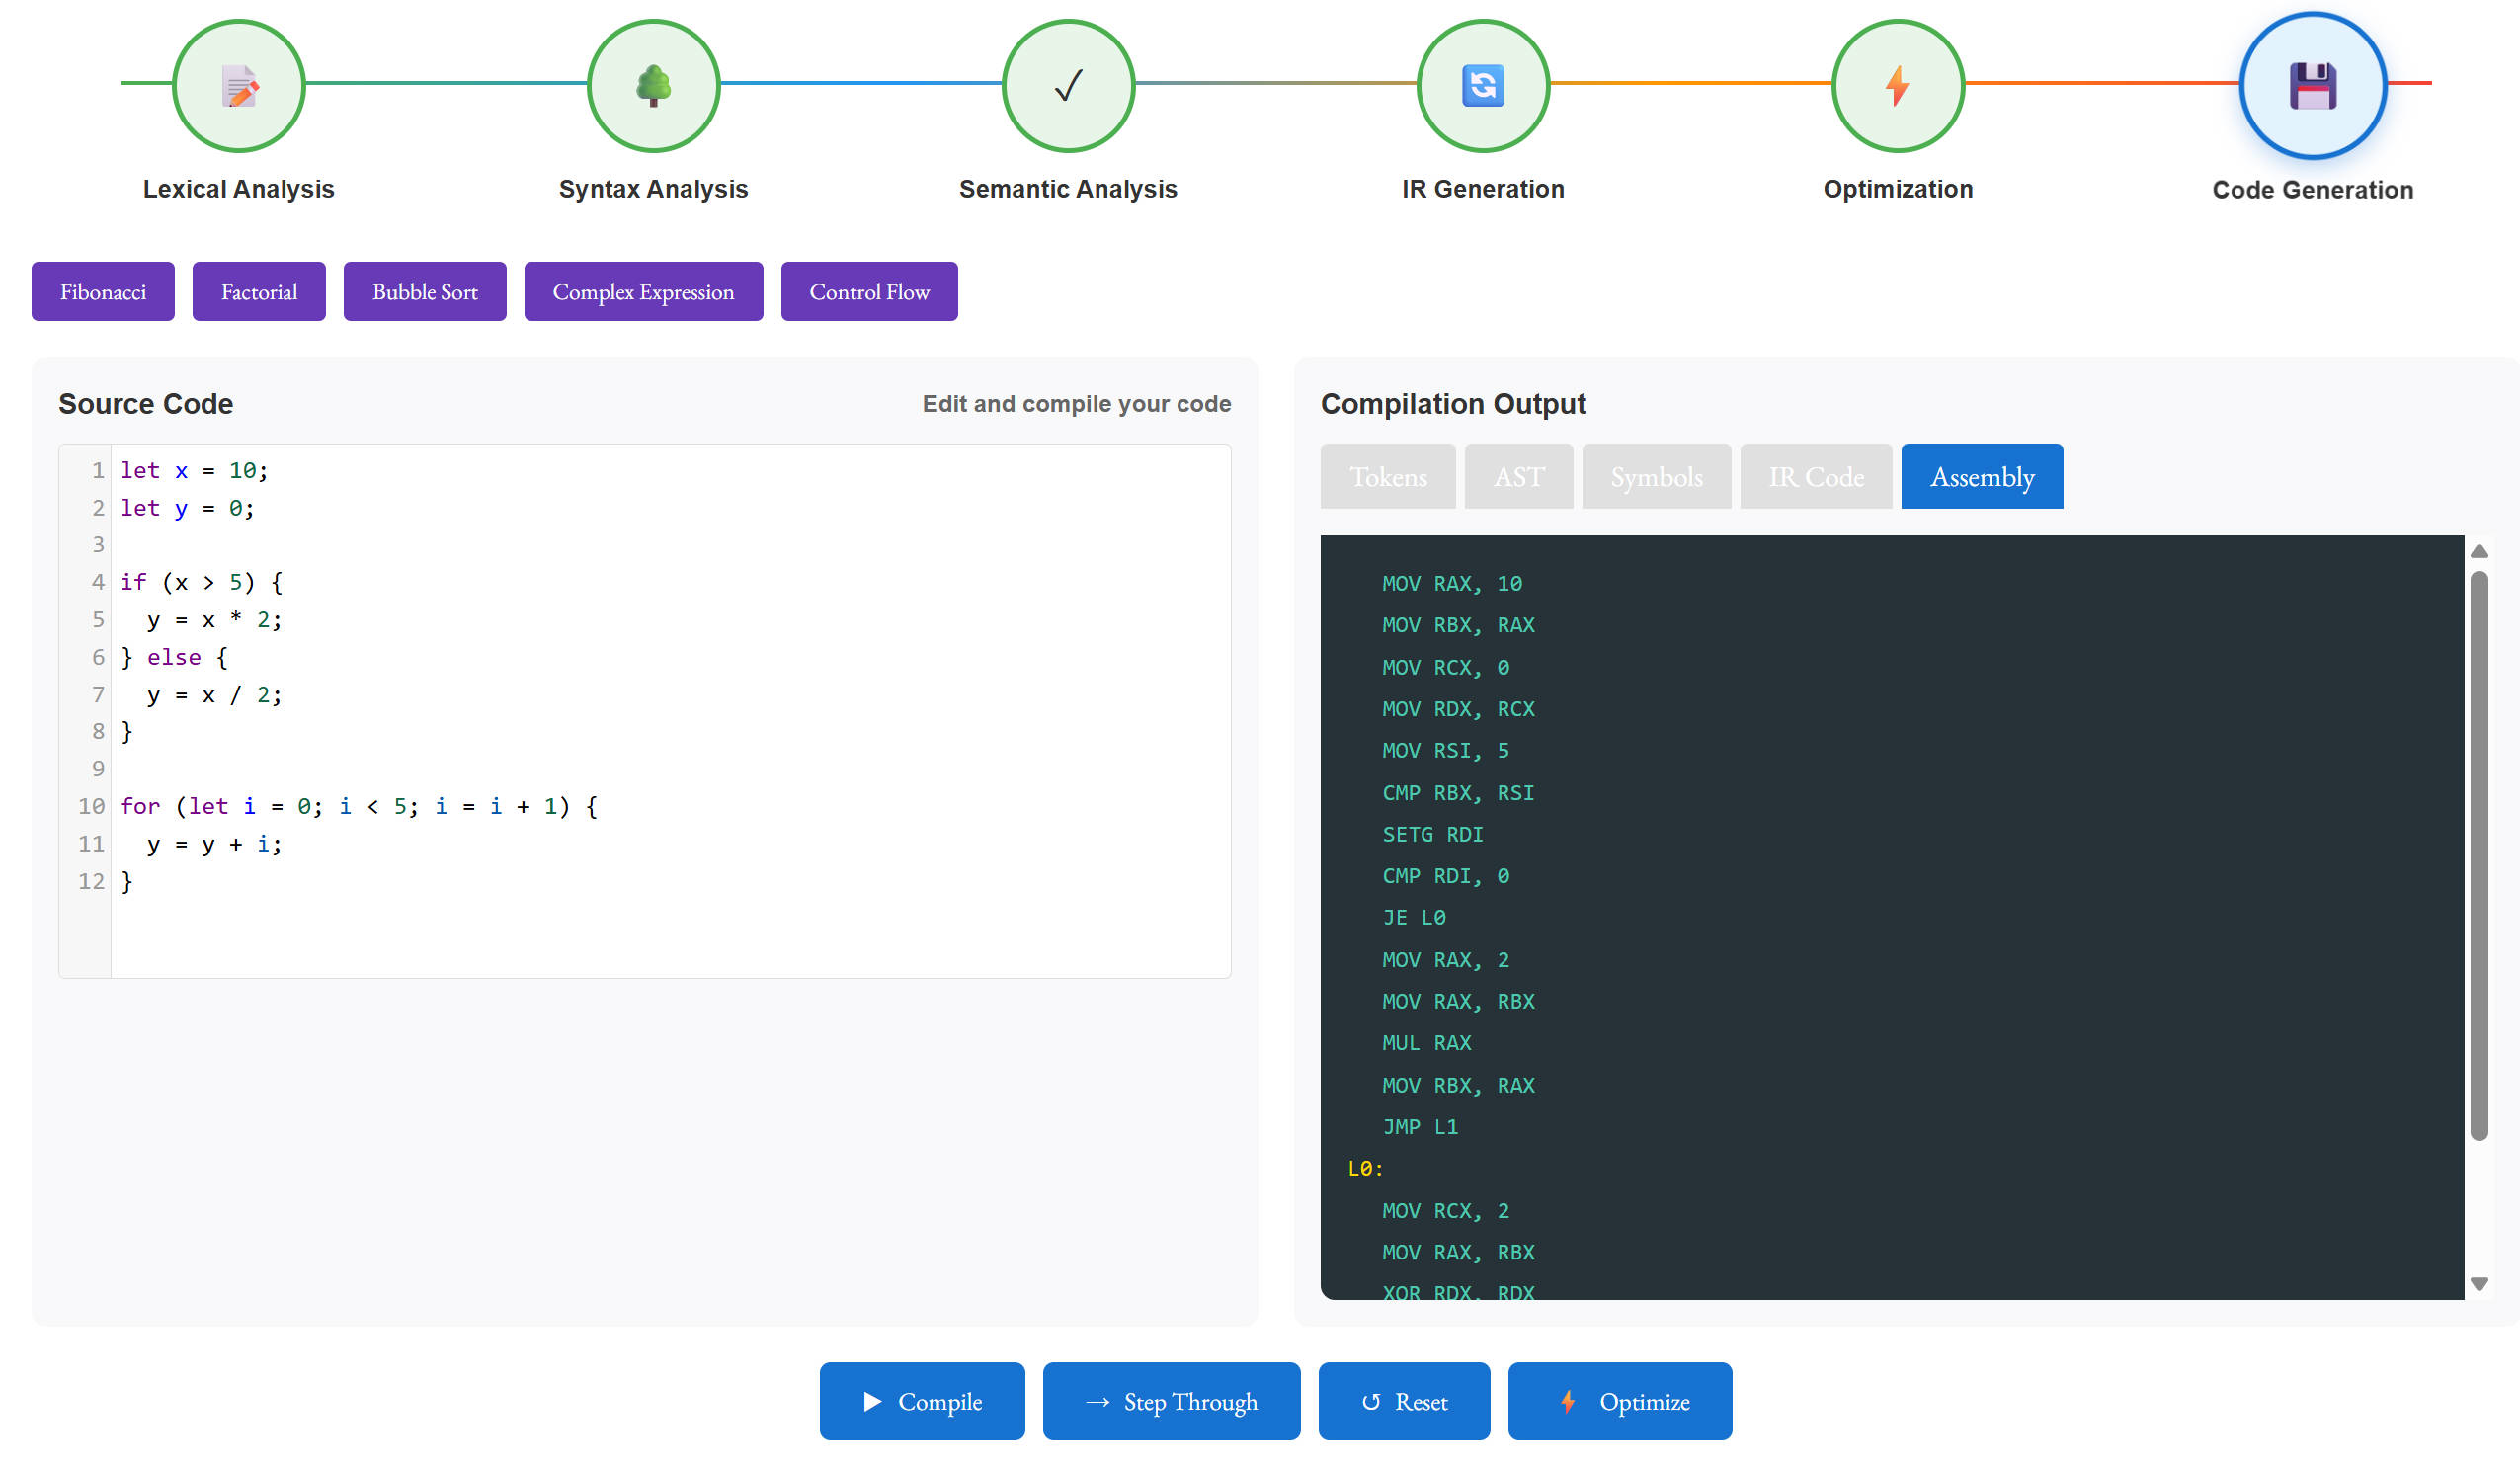 Lexical Analysis
Syntax Analysis
Semantic Analysis
IR Generation
Optimization
Code Generation
Fibonacci
Factorial
Bubble Sort
Complex Expression
Control Flow
Source Code
Edit and compile your code
1 let x = 10;
2 let y = 0;
3
4 if (x > 5) {
5   y = x * 2;
6 } else {
7   y = x / 2;
8 }
9
10 for (let i = 0; i < 5; i = i + 1) {
11   y = y + i;
12 }
Compilation Output
Tokens
AST
Symbols
IR Code
Assembly
MOV RAX, 10
MOV RBX, RAX
MOV RCX, 0
MOV RDX, RCX
MOV RSI, 5
CMP RBX, RSI
SETG RDI
CMP RDI, 0
JE L0
MOV RAX, 2
MOV RAX, RBX
MUL RAX
MOV RBX, RAX
JMP L1
L0:
MOV RCX, 2
MOV RAX, RBX
XOR RDX, RDX
▶ Compile
→ Step Through
↺ Reset
⚡ Optimize